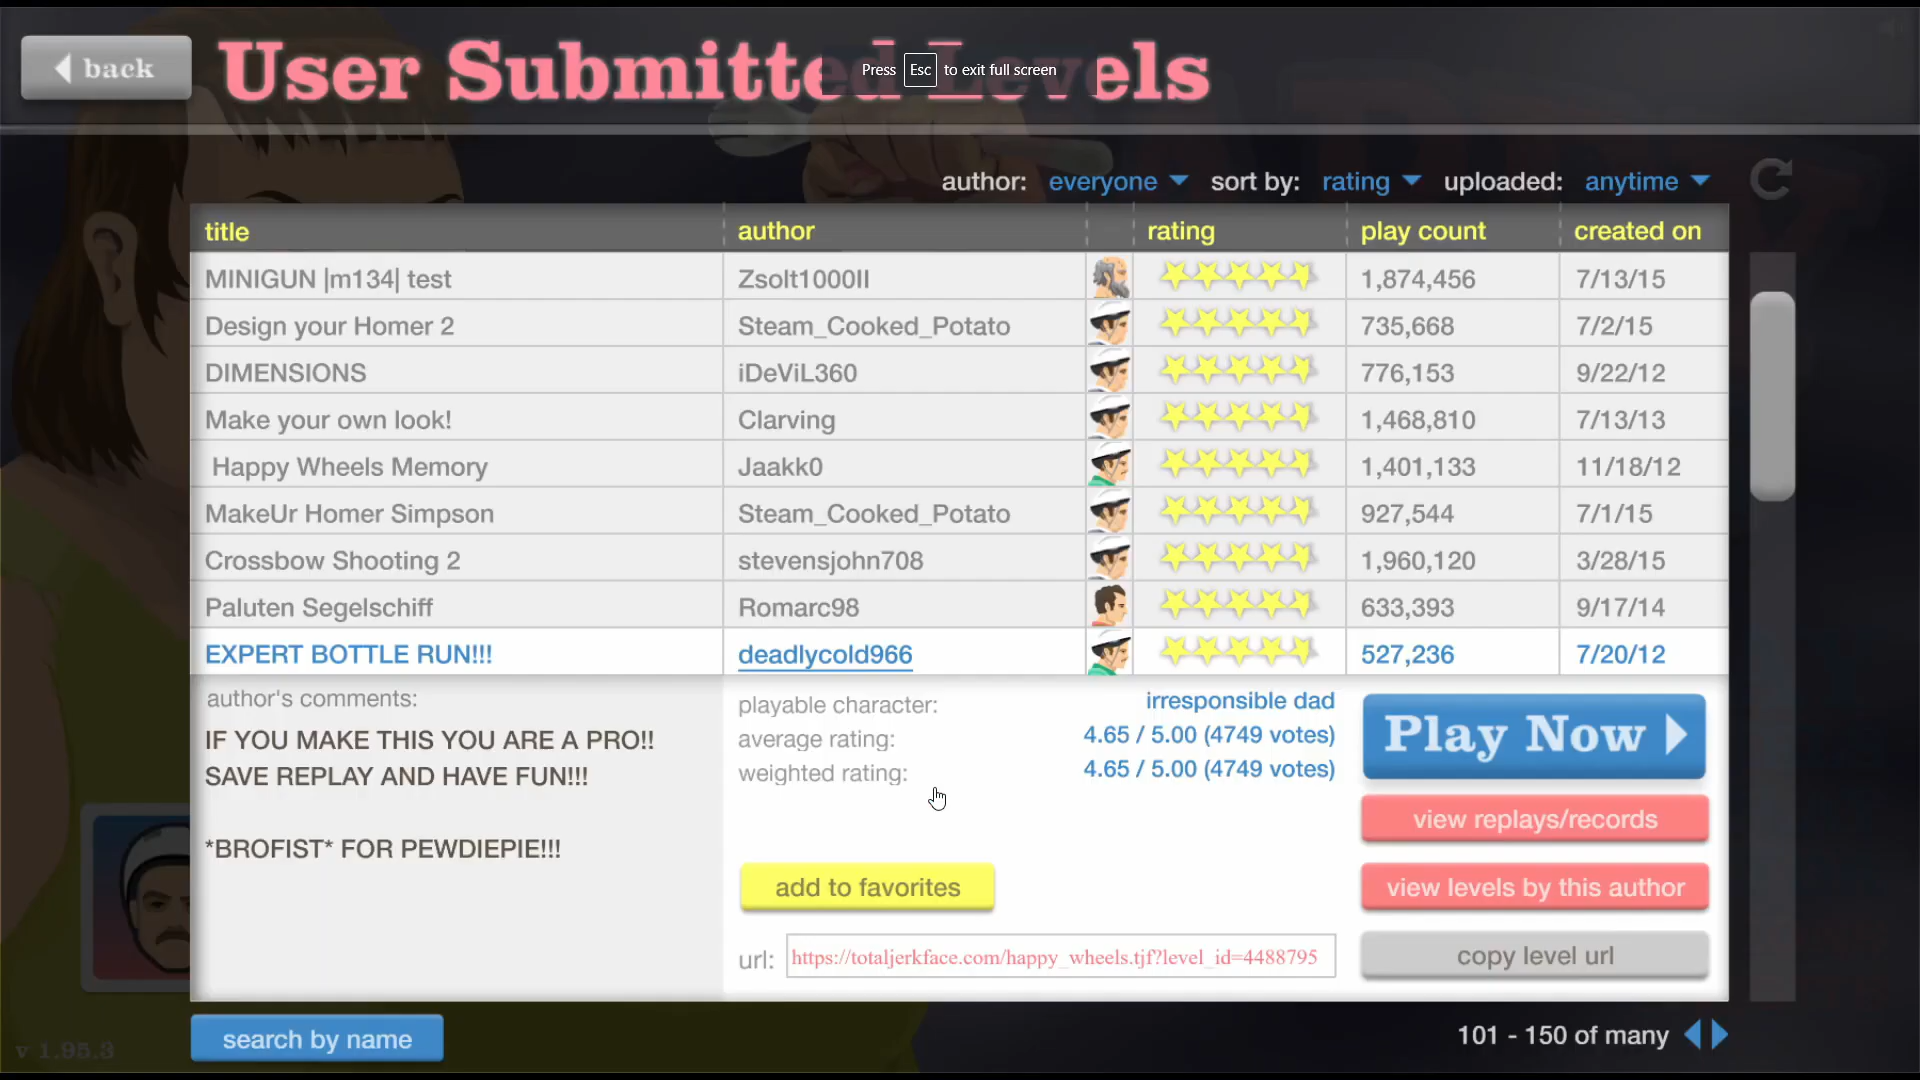 back
User Submitted Levels
Press Esc to exit full screen
author: everyone sort by: rating uploaded: anytime
title author rating play count created on
MINIGUN |m134| test Zsolt1000II 1,874,456 7/13/15
Design your Homer 2 Steam_Cooked_Potato 735,668 7/2/15
DIMENSIONS iDeViL360 776,153 9/22/12
Make your own look! Clarving 1,468,810 7/13/13
Happy Wheels Memory Jaakk0 1,401,133 11/18/12
MakeUr Homer Simpson Steam_Cooked_Potato 927,544 7/1/15
Crossbow Shooting 2 stevensjohn708 1,960,120 3/28/15
Paluten Segelschiff Romarc98 633,393 9/17/14
EXPERT BOTTLE RUN!!! deadlycold966 527,236 7/20/12
author's comments:
IF YOU MAKE THIS YOU ARE A PRO!!
SAVE REPLAY AND HAVE FUN!!!
*BROFIST* FOR PEWDIEPIE!!!
playable character: irresponsible dad
average rating: 4.65 / 5.00 (4749 votes)
weighted rating: 4.65 / 5.00 (4749 votes)
add to favorites
url: https://totaljerkface.com/happy_wheels.tjf?level_id=4488795
Play Now
view replays/records
view levels by this author
copy level url
v 1.95.3
search by name
101 - 150 of many